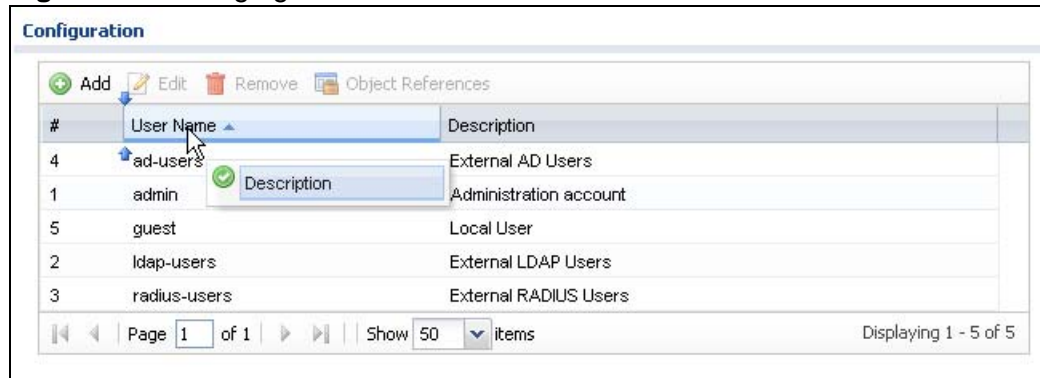 Configuration
Add Edit Remove Object References
# User Name Description
4 ad-users External AD Users
Description
1 admin Administration account
5 guest Local User
2 ldap-users External LDAP Users
3 radius-users External RADIUS Users
Page 1 of 1 Show 50 items Displaying 1 - 5 of 5